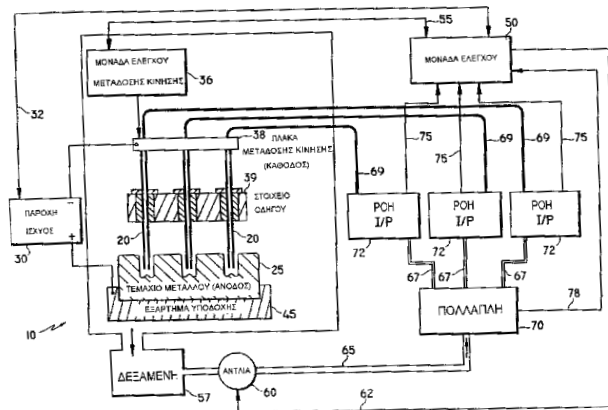 55
50
ΜΟΝΑΔΑ ΕΛΕΓΧΟΥ
ΜΕΤΑΔΟΣΗΣ ΚΙΝΗΣΗΣ
36
ΜΟΝΑΔΑ ΕΛΕΓΧΟΥ
32
38
ΠΛΑΚΑ
ΜΕΤΑΔΟΣΗΣ ΚΙΝΗΣΗΣ
(ΚΑΘΟΔΟΣ)
75
69
69
75
75
69
39
ΣΤΟΙΧΕΙΟ
ΟΔΗΓΟΥ
ΠΑΡΟΧΗ
ΙΣΧΥΟΣ
−
+
30
20
20
ΡΟΗ
I/P
ΡΟΗ
I/P
ΡΟΗ
I/P
72
72
72
67
67
67
25
ΤΕΜΑΧΙΟ ΜΕΤΑΛΛΟΥ (ΑΝΟΔΟΣ)
ΕΞΑΡΤΗΜΑ ΥΠΟΔΟΧΗΣ
45
ΠΟΛΛΑΠΛΗ
70
78
10
ΔΕΞΑΜΕΝΗ
57
ΑΝΤΛΙΑ
60
65
62